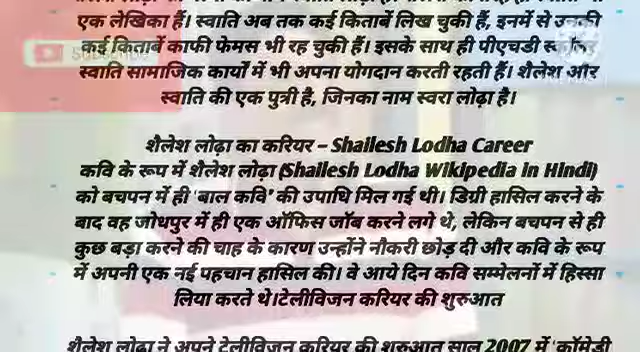 एक लेखिका हैं। स्वाति अब तक कई किताबें लिख चुकी हैं, इनमें से उनकी
कई किताबें काफी फेमस भी रह चुकी हैं। इसके साथ ही पीएचडी स्कॉलर
SUBSCRIBE
स्वाति सामाजिक कार्यों में भी अपना योगदान करती रहती हैं। शैलेश और
स्वाति की एक पुत्री है, जिनका नाम स्वरा लोढ़ा है।
शैलेश लोढ़ा का करियर – Shailesh Lodha Career
कवि के रूप में शैलेश लोढ़ा (Shailesh Lodha Wikipedia in Hindi)
को बचपन में ही 'बाल कवि' की उपाधि मिल गई थी। डिग्री हासिल करने के
बाद वह जोधपुर में ही एक ऑफिस जॉब करने लगे थे, लेकिन बचपन से ही
कुछ बड़ा करने की चाह के कारण उन्होंने नौकरी छोड़ दी और कवि के रूप
में अपनी एक नई पहचान हासिल की। वे आये दिन कवि सम्मेलनों में हिस्सा
लिया करते थे।टेलीविजन करियर की शुरुआत
शैलेश लोढ़ा ने अपने टेलीविजन करियर की शुरुआत साल 2007 में 'कॉमेडी